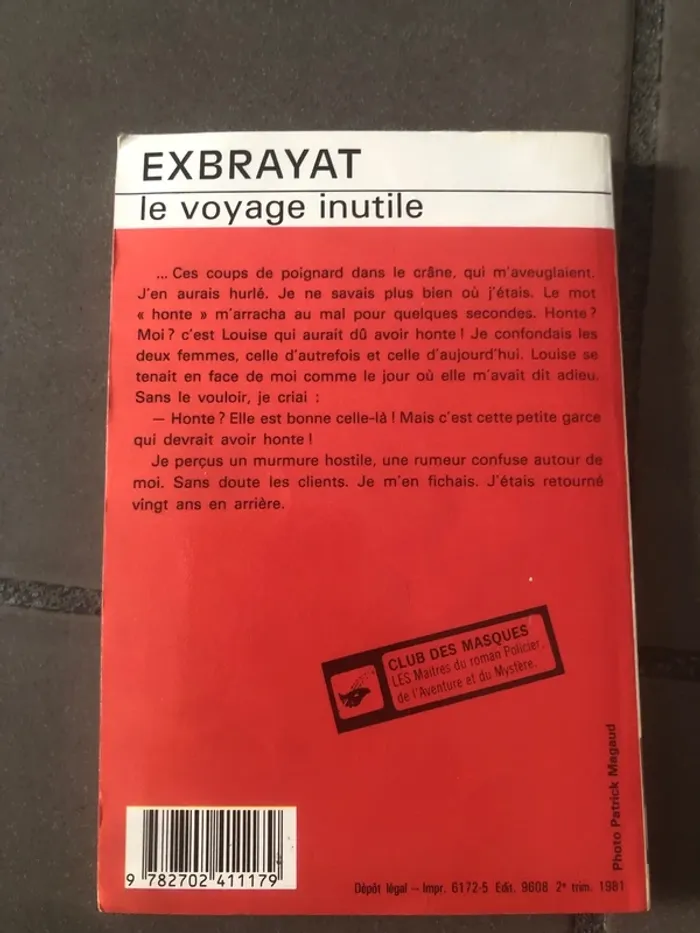 EXBRAYAT
le voyage inutile
... Ces coups de poignard dans le crâne, qui m'aveuglaient.
J'en aurais hurlé. Je ne savais plus bien où j'étais. Le mot
« honte » m'arracha au mal pour quelques secondes. Honte ?
Moi ? c'est Louise qui aurait dû avoir honte ! Je confondais les
deux femmes, celle d'autrefois et celle d'aujourd'hui. Louise se
tenait en face de moi comme le jour où elle m'avait dit adieu.
Sans le vouloir, je criai :
— Honte ? Elle est bonne celle-là ! Mais c'est cette petite garce
qui devrait avoir honte !
Je perçus un murmure hostile, une rumeur confuse autour de
moi. Sans doute les clients. Je m'en fichais. J'étais retourné
vingt ans en arrière.
CLUB DES MASQUES
LES Maîtres du roman Policier,
de l'Aventure et du Mystère.
Photo Patrick Magaud
9 782702 411179
Dépôt légal – Impr. 6172-5 Edit. 9608 2e trim. 1981